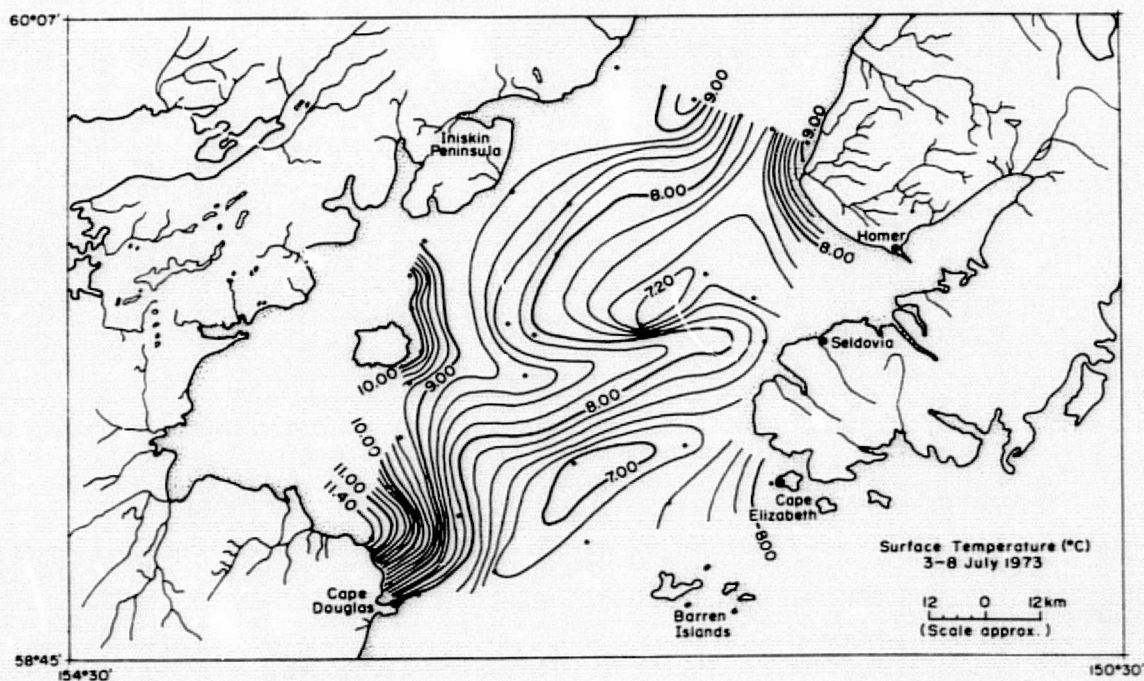 60°07'
9.00
9.00
Iniskin
Peninsula
8.00
Homer
8.00
7.20
Seldovia
10.00
9.00
8.00
10.00
11.00
11.40
7.00
Cape
Elizabeth
8.00
Surface Temperature (°C)
3-8 July 1973
Cape
Douglas
12 0 12 km
(Scale approx.)
Barren
Islands
58°45'
154°30'
150°30'